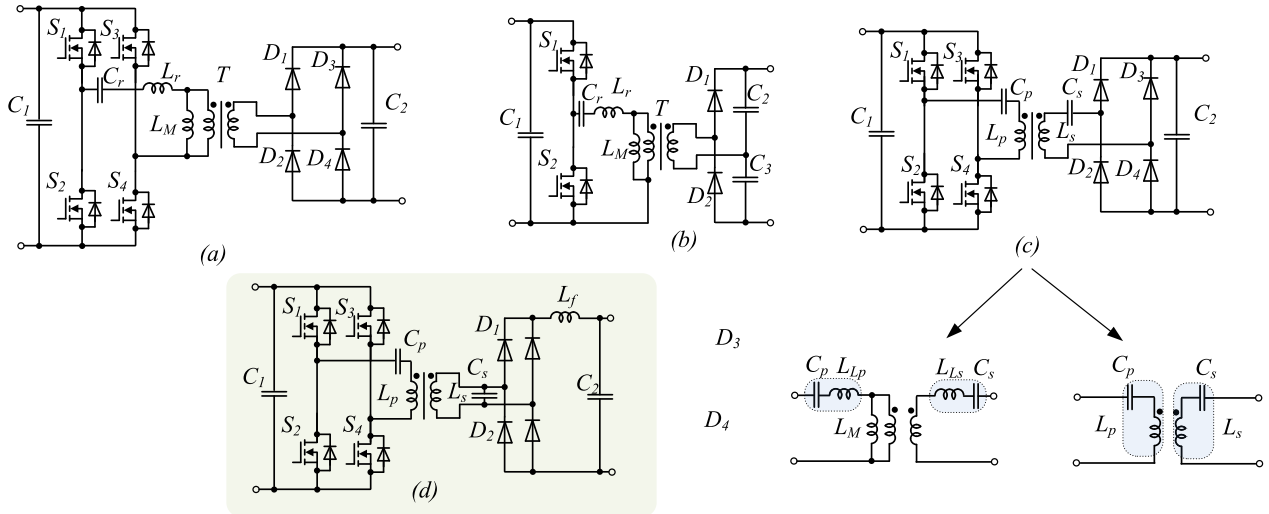 S1 S3
Cr Lr T D1 D3
C1 LM C2
D2 D4
S2 S4
(a)
S1
D1
Cr Lr T C2
C1 LM
S2 C3
D2
(b)
S1 S3
D1 D3
Cp Cs
C1 Lp Ls C2
S2 S4 D2 D4
(c)
S1 S3 D1 Lf
Cp Cs
C1 Lp Ls C2
S2 S4 D2
(d)
D3
D4
Cp LLp LLs Cs
LM
Cp Cs
Lp Ls